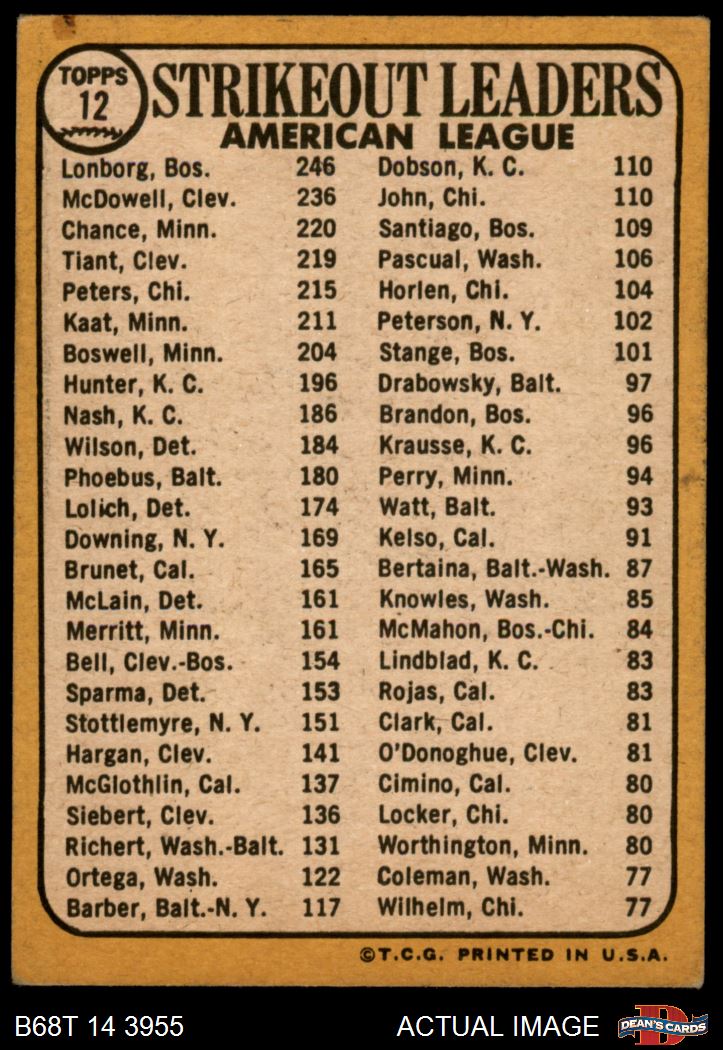 TOPPS
12
STRIKEOUT LEADERS
AMERICAN LEAGUE
Lonborg, Bos. 246
McDowell, Clev. 236
Chance, Minn. 220
Tiant, Clev. 219
Peters, Chi. 215
Kaat, Minn. 211
Boswell, Minn. 204
Hunter, K. C. 196
Nash, K. C. 186
Wilson, Det. 184
Phoebus, Balt. 180
Lolich, Det. 174
Downing, N. Y. 169
Brunet, Cal. 165
McLain, Det. 161
Merritt, Minn. 161
Bell, Clev.-Bos. 154
Sparma, Det. 153
Stottlemyre, N. Y. 151
Hargan, Clev. 141
McGlothlin, Cal. 137
Siebert, Clev. 136
Richert, Wash.-Balt. 131
Ortega, Wash. 122
Barber, Balt.-N. Y. 117
Dobson, K. C. 110
John, Chi. 110
Santiago, Bos. 109
Pascual, Wash. 106
Horlen, Chi. 104
Peterson, N. Y. 102
Stange, Bos. 101
Drabowsky, Balt. 97
Brandon, Bos. 96
Krausse, K. C. 96
Perry, Minn. 94
Watt, Balt. 93
Kelso, Cal. 91
Bertaina, Balt.-Wash. 87
Knowles, Wash. 85
McMahon, Bos.-Chi. 84
Lindblad, K. C. 83
Rojas, Cal. 83
Clark, Cal. 81
O'Donoghue, Clev. 81
Cimino, Cal. 80
Locker, Chi. 80
Worthington, Minn. 80
Coleman, Wash. 77
Wilhelm, Chi. 77
©T.C.G. PRINTED IN U.S.A.
B68T 14 3955
ACTUAL IMAGE
D
DEAN'S CARDS